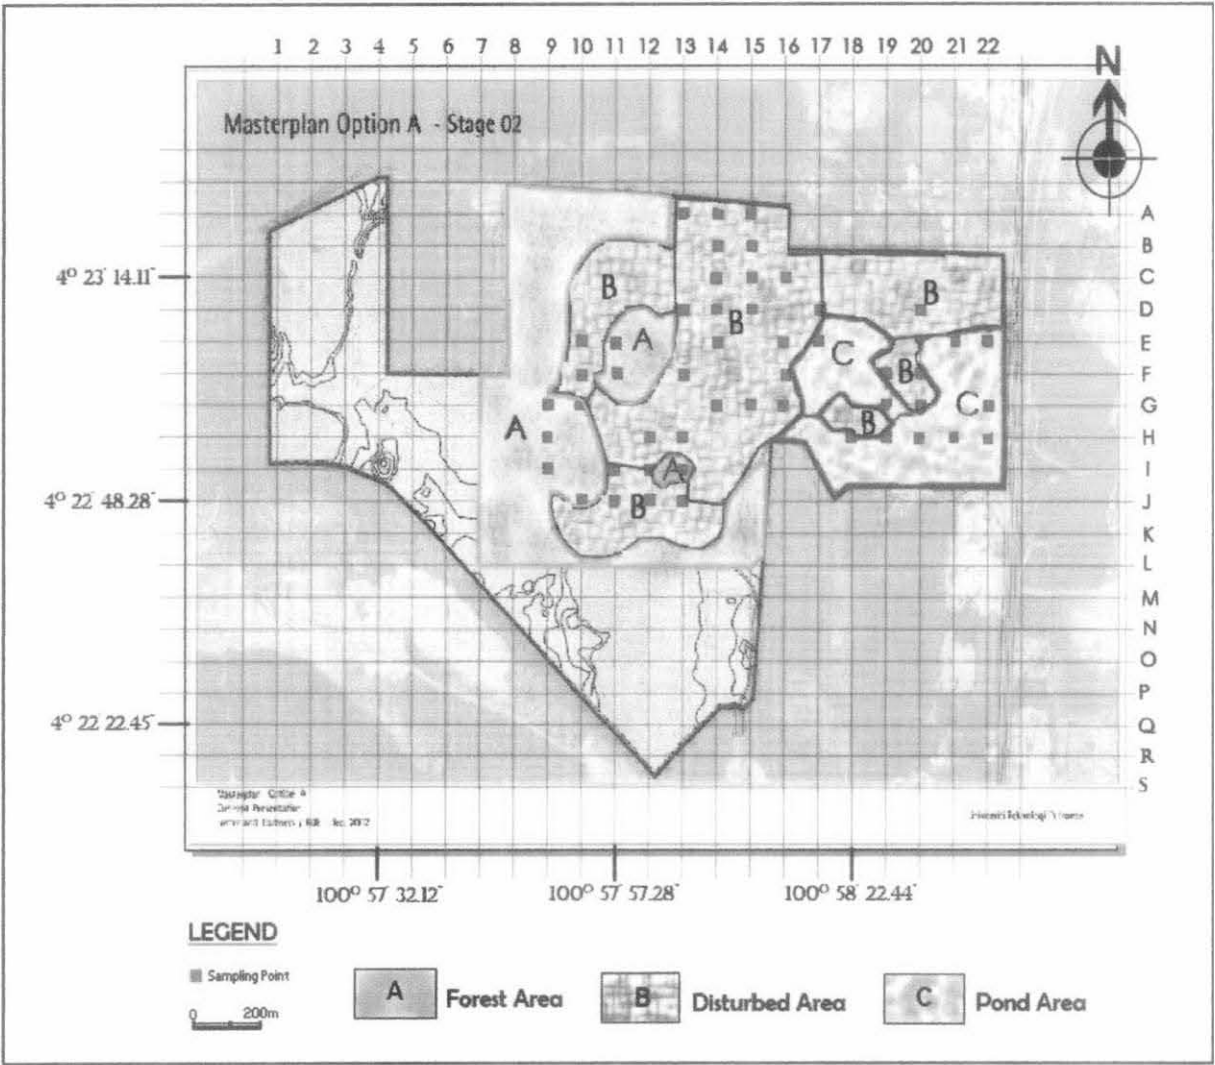 1 2 3 4 5 6 7 8 9 10 11 12 13 14 15 16 17 18 19 20 21 22
N
Masterplan Option A - Stage 02
A
B
4° 23' 14.11"
C
B
B
D
B
A
E
C
F
B
G
C
A
B
H
A
I
4° 22' 48.28"
J
B
K
L
M
N
O
P
4° 22' 22.45"
Q
R
S
Masterplan Option A
100° 57' 32.12"
100° 57' 57.28"
100° 58' 22.44"
LEGEND
Sampling Point
0 200m
A Forest Area
B Disturbed Area
C Pond Area